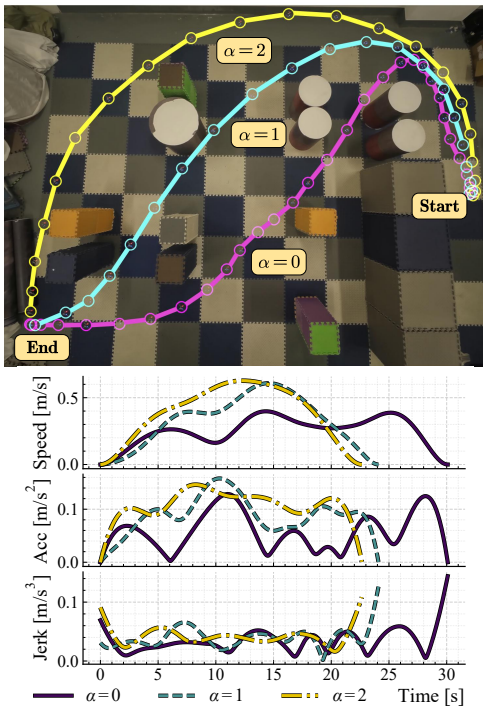 α = 2
α = 1
Start
α = 0
End
Speed [m/s]
0.5
0.0
Acc [m/s²]
0.1
0.0
Jerk [m/s³]
0.1
0.0
0 5 10 15 20 25 30
α = 0 α = 1 α = 2 Time [s]